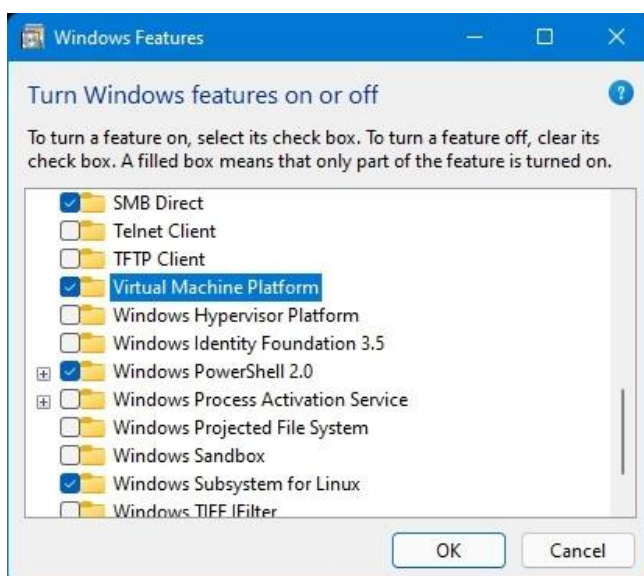 Windows Features
Turn Windows features on or off
?
To turn a feature on, select its check box. To turn a feature off, clear its
check box. A filled box means that only part of the feature is turned on.
SMB Direct
Telnet Client
TFTP Client
Virtual Machine Platform
Windows Hypervisor Platform
Windows Identity Foundation 3.5
Windows PowerShell 2.0
Windows Process Activation Service
Windows Projected File System
Windows Sandbox
Windows Subsystem for Linux
Windows TIFF IFilter
OK Cancel